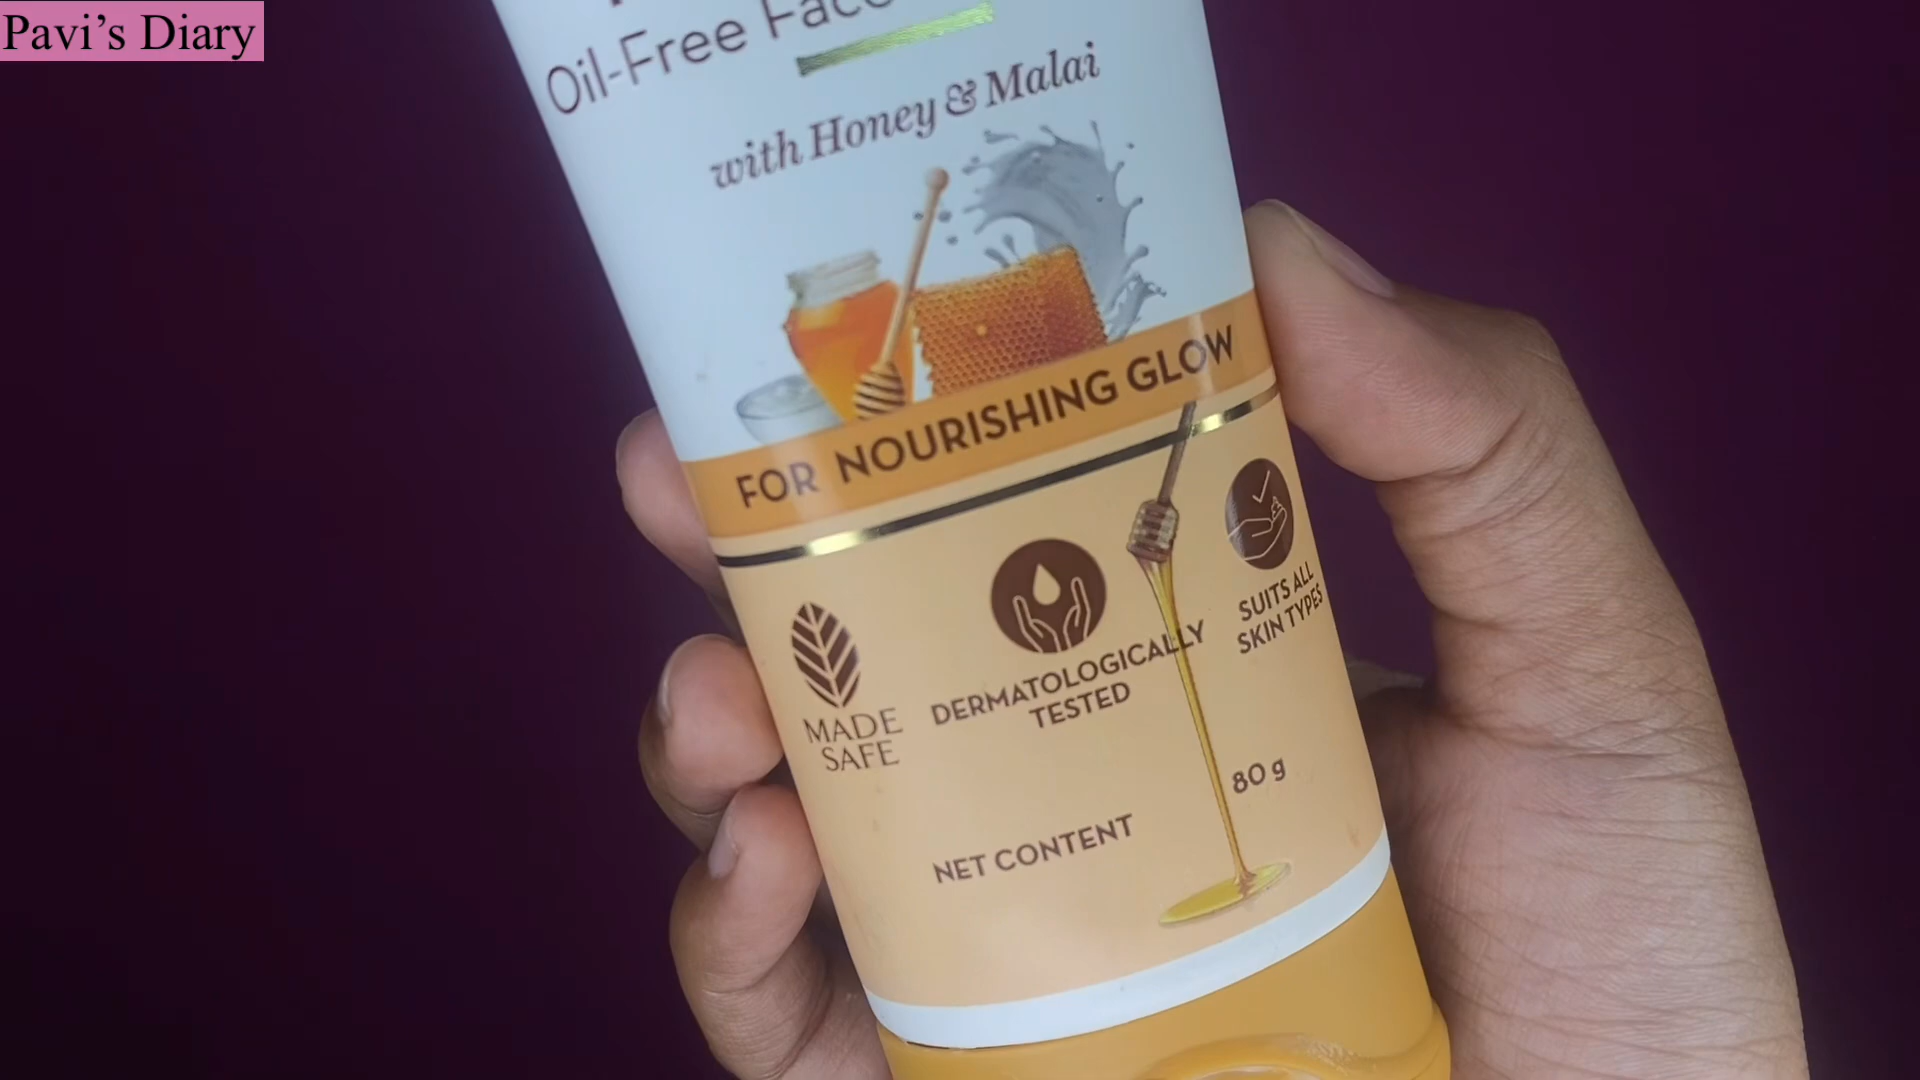 Pavi's Diary
Oil-Free Face
with Honey & Malai
FOR NOURISHING GLOW
MADE
SAFE
DERMATOLOGICALLY
TESTED
SUITS ALL
SKIN TYPES
80 g
NET CONTENT